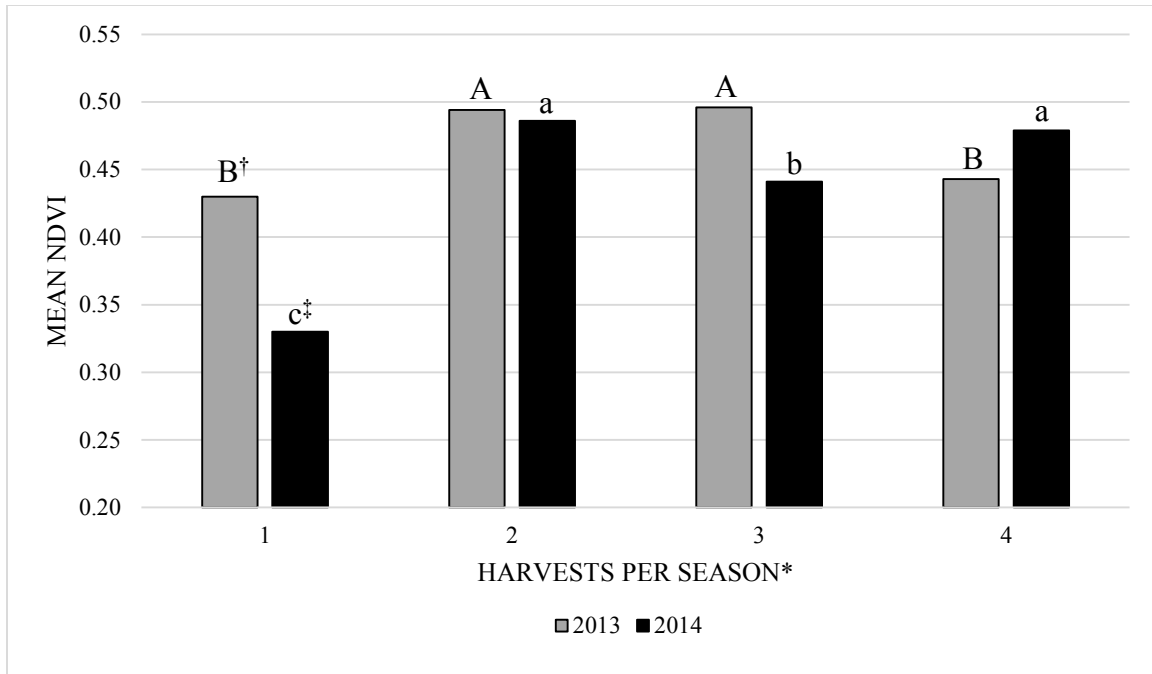 0.55
0.50
0.45
0.40
0.35
0.30
0.25
0.20
MEAN NDVI
B†
c‡
A
a
A
b
B
a
1 2 3 4
HARVESTS PER SEASON*
2013 2014